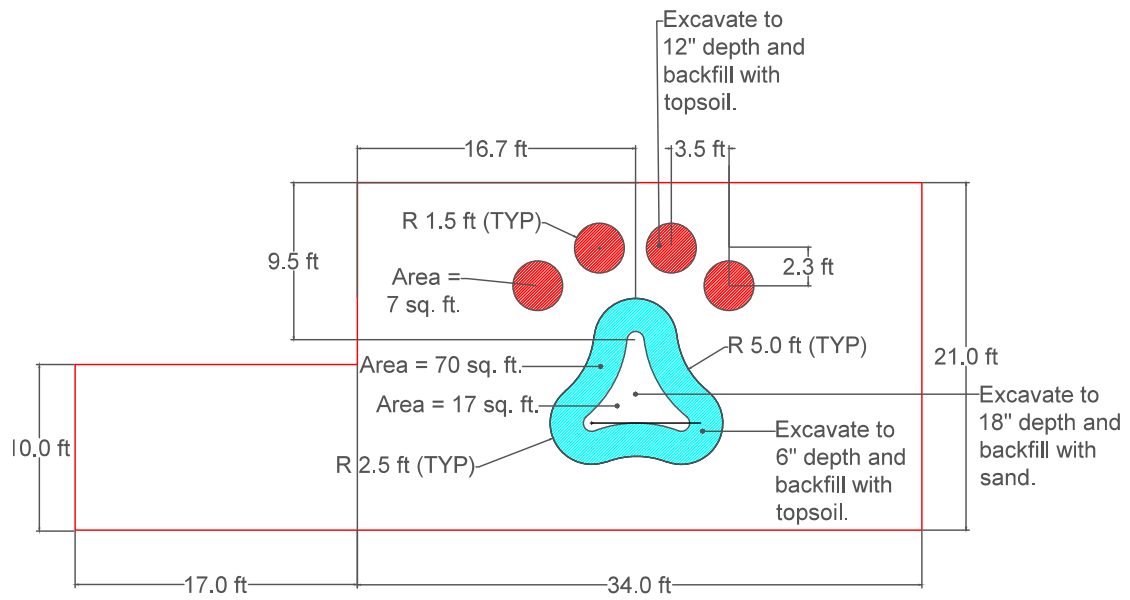 Excavate to
12" depth and
backfill with
topsoil.
16.7 ft
3.5 ft
R 1.5 ft (TYP)
9.5 ft
2.3 ft
Area =
7 sq. ft.
R 5.0 ft (TYP)
21.0 ft
Area = 70 sq. ft.
Area = 17 sq. ft.
Excavate to
18" depth and
backfill with
sand.
10.0 ft
R 2.5 ft (TYP)
Excavate to
6" depth and
backfill with
topsoil.
17.0 ft
34.0 ft